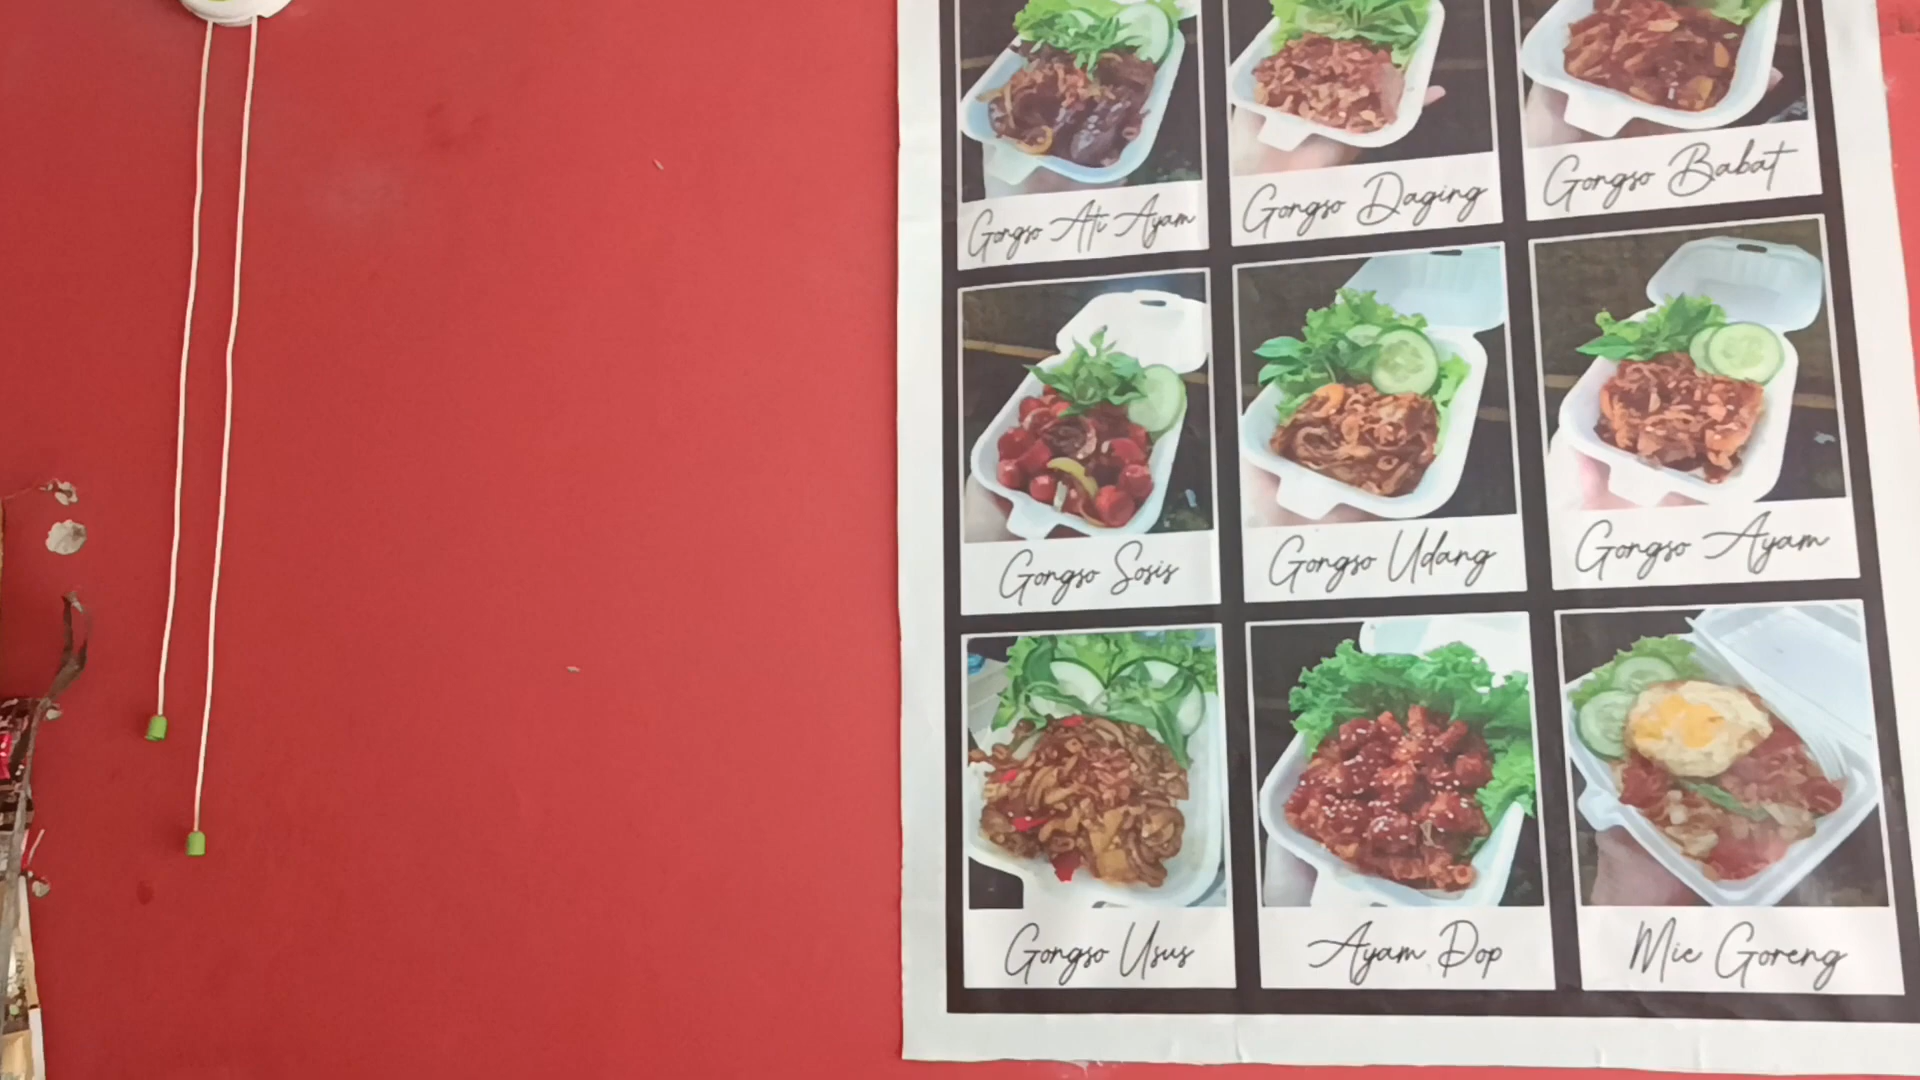 Gongso Ati Ayam
Gongso Daging
Gongso Babat
Gongso Sosis
Gongso Udang
Gongso Ayam
Gongso Usus
Ayam Pop
Mie Goreng